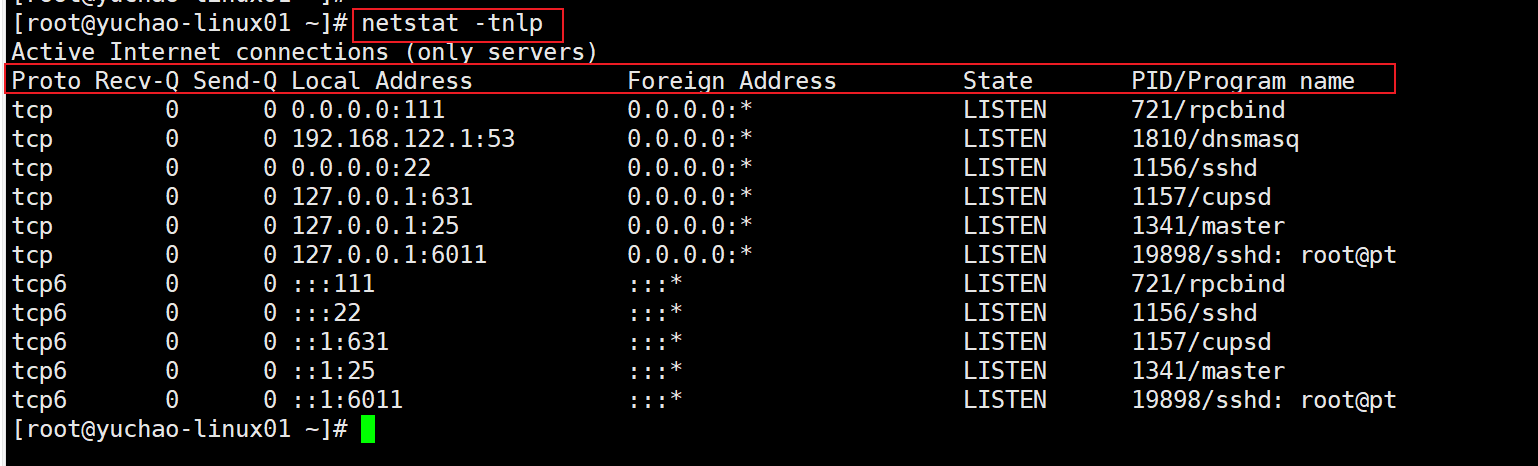 [root@yuchao-linux01 ~]#
[root@yuchao-linux01 ~]# netstat -tnlp
Active Internet connections (only servers)
Proto Recv-Q Send-Q Local Address           Foreign Address         State       PID/Program name
tcp        0      0 0.0.0.0:111             0.0.0.0:*               LISTEN      721/rpcbind
tcp        0      0 192.168.122.1:53        0.0.0.0:*               LISTEN      1810/dnsmasq
tcp        0      0 0.0.0.0:22              0.0.0.0:*               LISTEN      1156/sshd
tcp        0      0 127.0.0.1:631           0.0.0.0:*               LISTEN      1157/cupsd
tcp        0      0 127.0.0.1:25            0.0.0.0:*               LISTEN      1341/master
tcp        0      0 127.0.0.1:6011          0.0.0.0:*               LISTEN      19898/sshd: root@pt
tcp6       0      0 :::111                  :::*                    LISTEN      721/rpcbind
tcp6       0      0 :::22                   :::*                    LISTEN      1156/sshd
tcp6       0      0 ::1:631                 :::*                    LISTEN      1157/cupsd
tcp6       0      0 ::1:25                  :::*                    LISTEN      1341/master
tcp6       0      0 ::1:6011                :::*                    LISTEN      19898/sshd: root@pt
[root@yuchao-linux01 ~]#